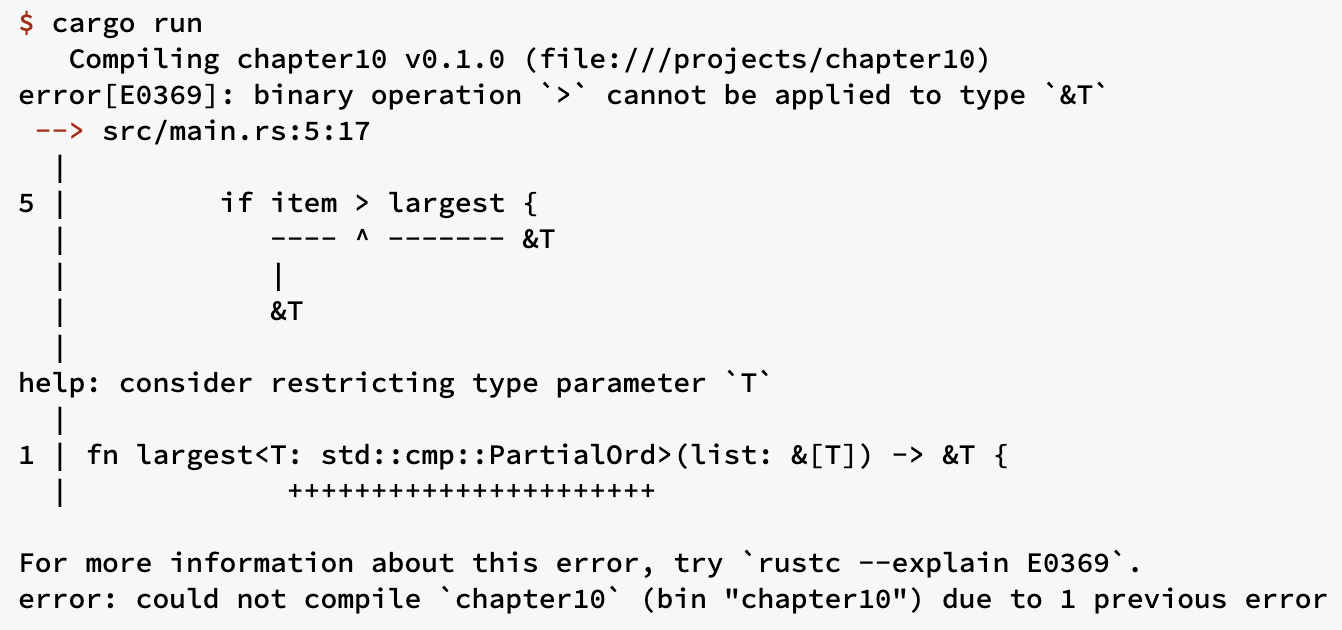 $ cargo run
   Compiling chapter10 v0.1.0 (file:///projects/chapter10)
error[E0369]: binary operation `>` cannot be applied to type `&T`
 --> src/main.rs:5:17
  |
5 |         if item > largest {
  |            ---- ^ ------- &T
  |            |
  |            &T
  |
help: consider restricting type parameter `T`
  |
1 | fn largest<T: std::cmp::PartialOrd>(list: &[T]) -> &T {
  |             ++++++++++++++++++++++

For more information about this error, try `rustc --explain E0369`.
error: could not compile `chapter10` (bin "chapter10") due to 1 previous error